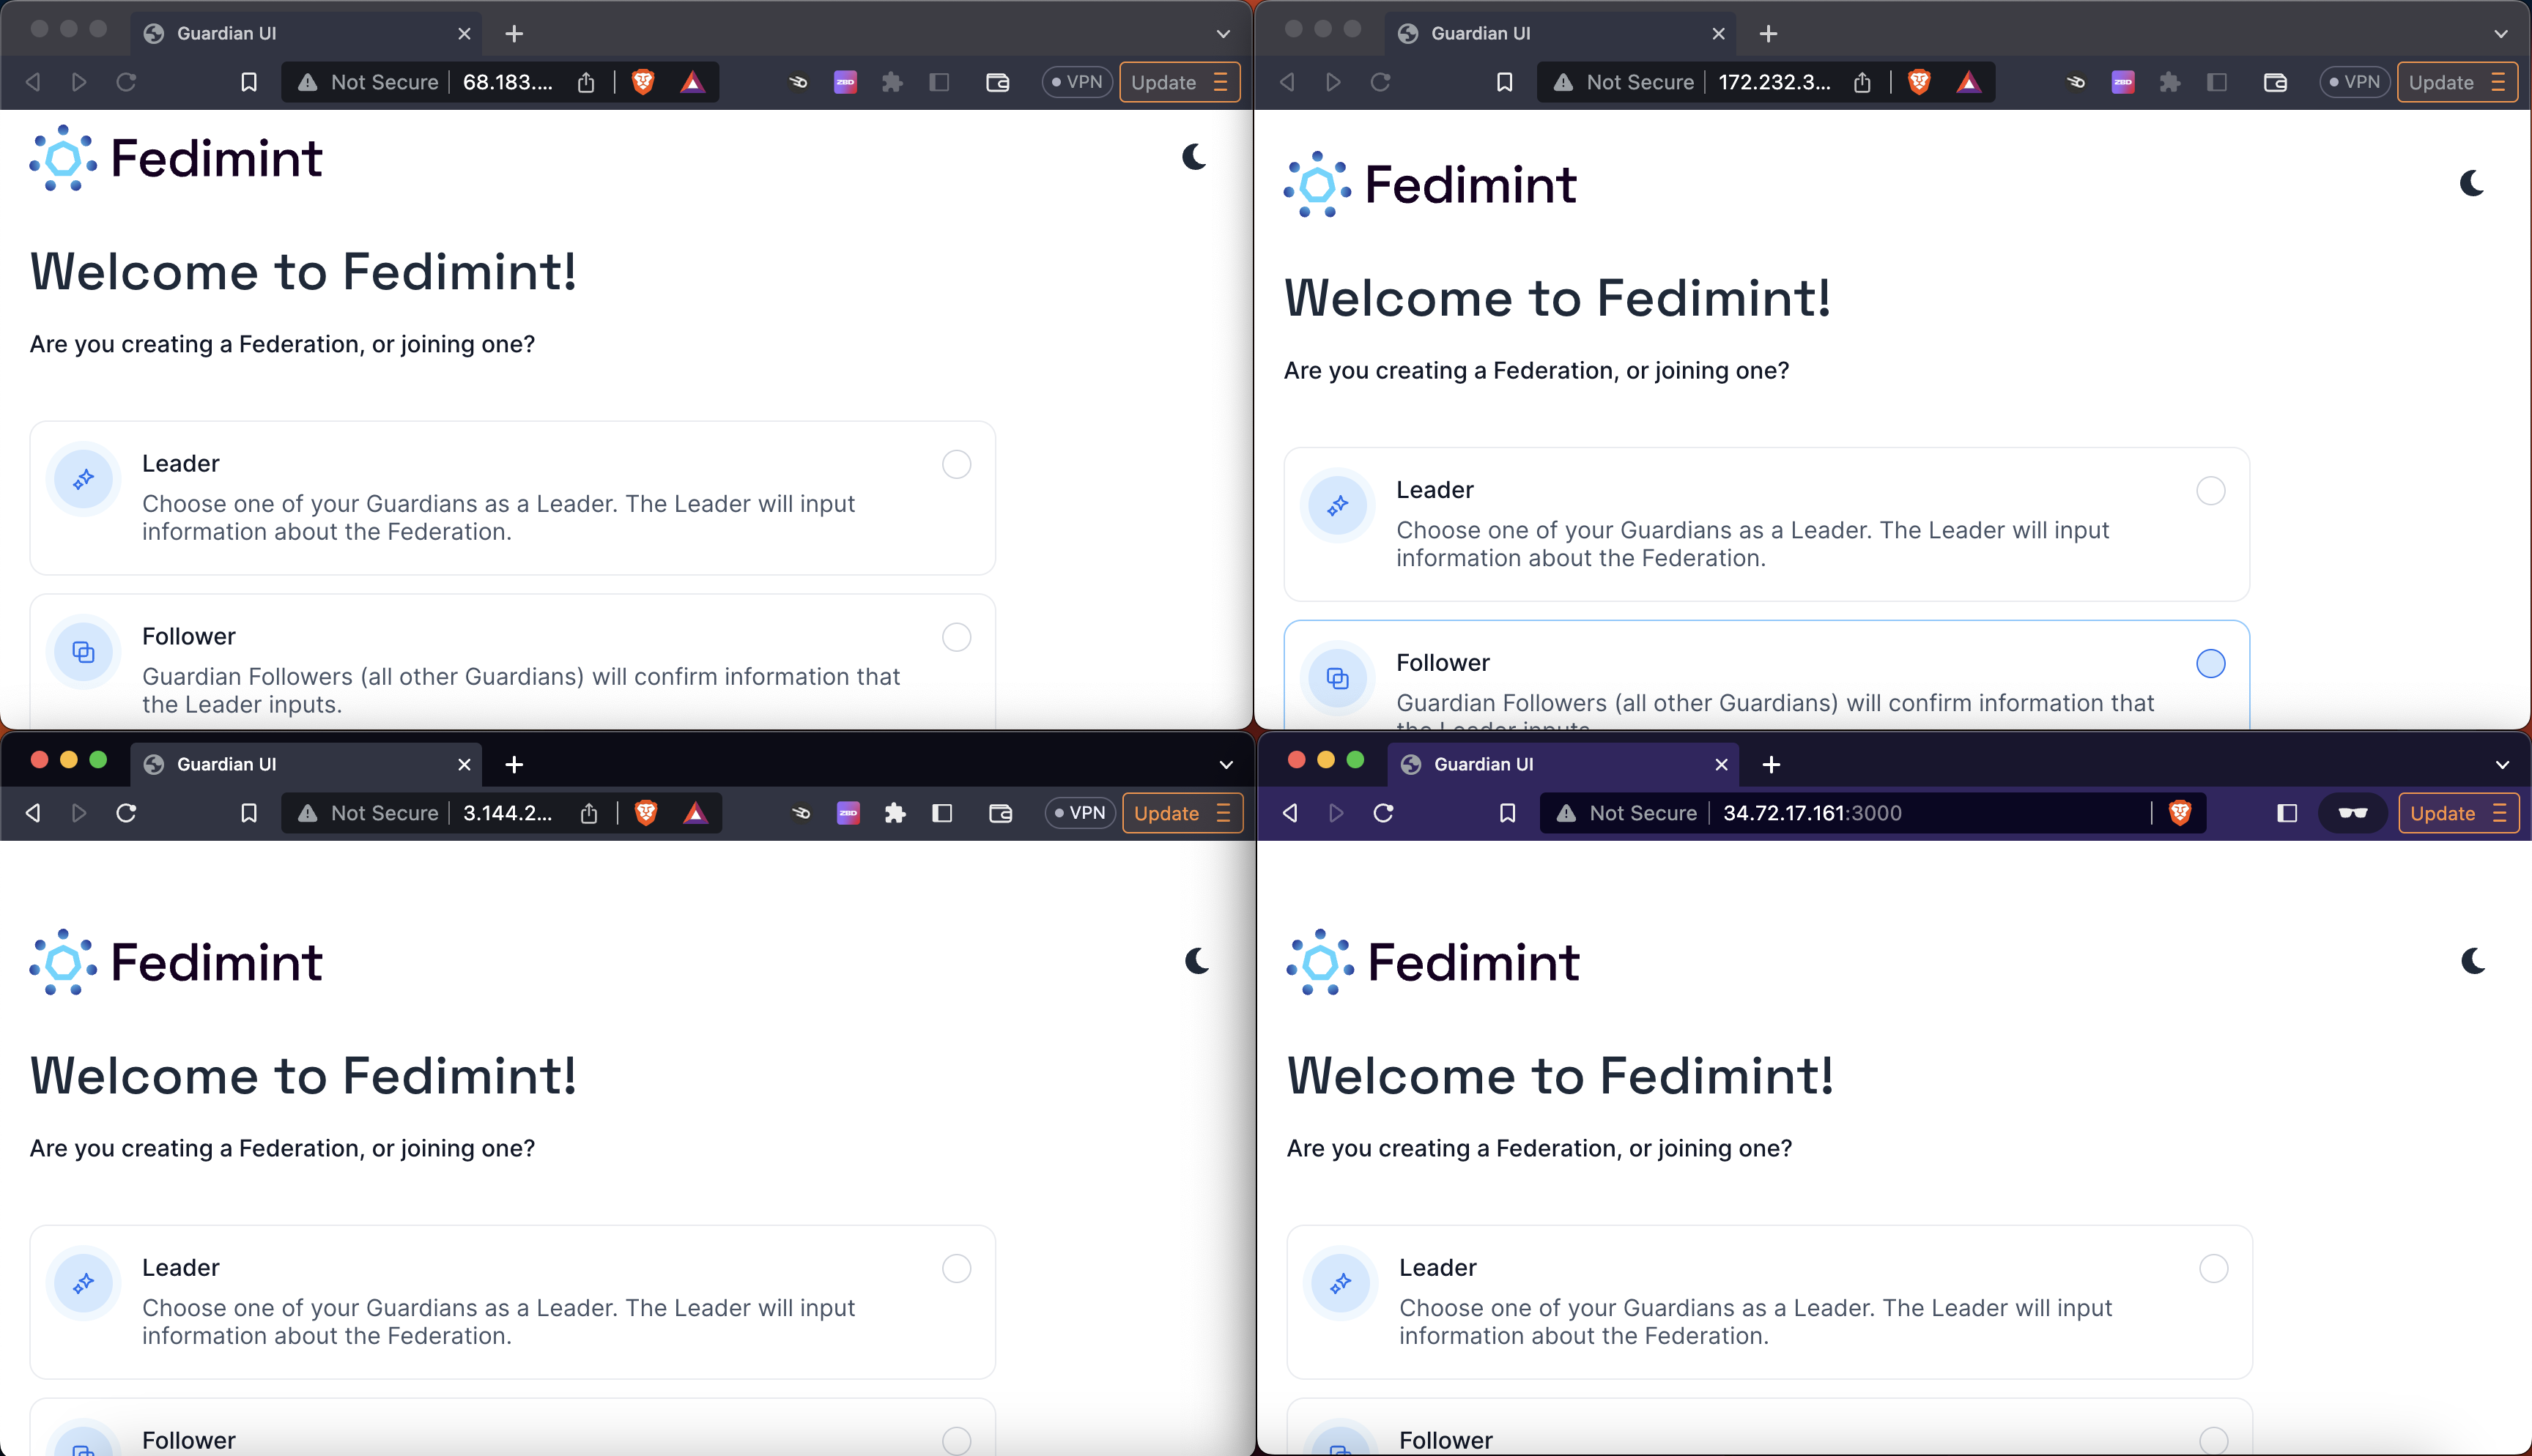 Guardian UI
Not Secure 68.183.... ZBD VPN Update
Fedimint
Welcome to Fedimint!
Are you creating a Federation, or joining one?
Leader
Choose one of your Guardians as a Leader. The Leader will input
information about the Federation.
Follower
Guardian Followers (all other Guardians) will confirm information that
the Leader inputs.
Guardian UI
Not Secure 172.232.3... ZBD VPN Update
Fedimint
Welcome to Fedimint!
Are you creating a Federation, or joining one?
Leader
Choose one of your Guardians as a Leader. The Leader will input
information about the Federation.
Follower
Guardian Followers (all other Guardians) will confirm information that
the Leader inputs.
Guardian UI
Not Secure 3.144.2... ZBD VPN Update
Fedimint
Welcome to Fedimint!
Are you creating a Federation, or joining one?
Leader
Choose one of your Guardians as a Leader. The Leader will input
information about the Federation.
Follower
Guardian UI
Not Secure 34.72.17.161:3000 Update
Fedimint
Welcome to Fedimint!
Are you creating a Federation, or joining one?
Leader
Choose one of your Guardians as a Leader. The Leader will input
information about the Federation.
Follower